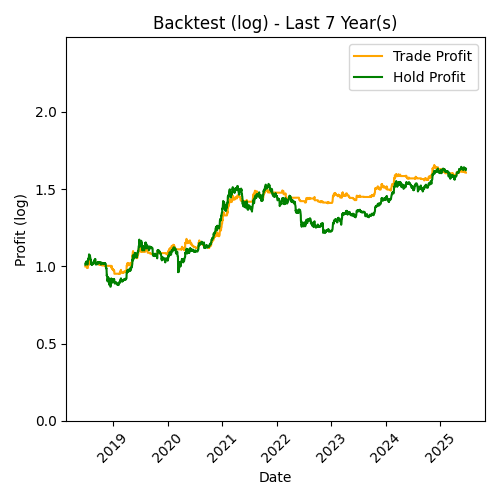 Backtest (log) - Last 7 Year(s)
Trade Profit
Hold Profit
Profit (log)
2.0
1.5
1.0
0.5
0.0
2019
2020
2021
2022
2023
2024
2025
Date